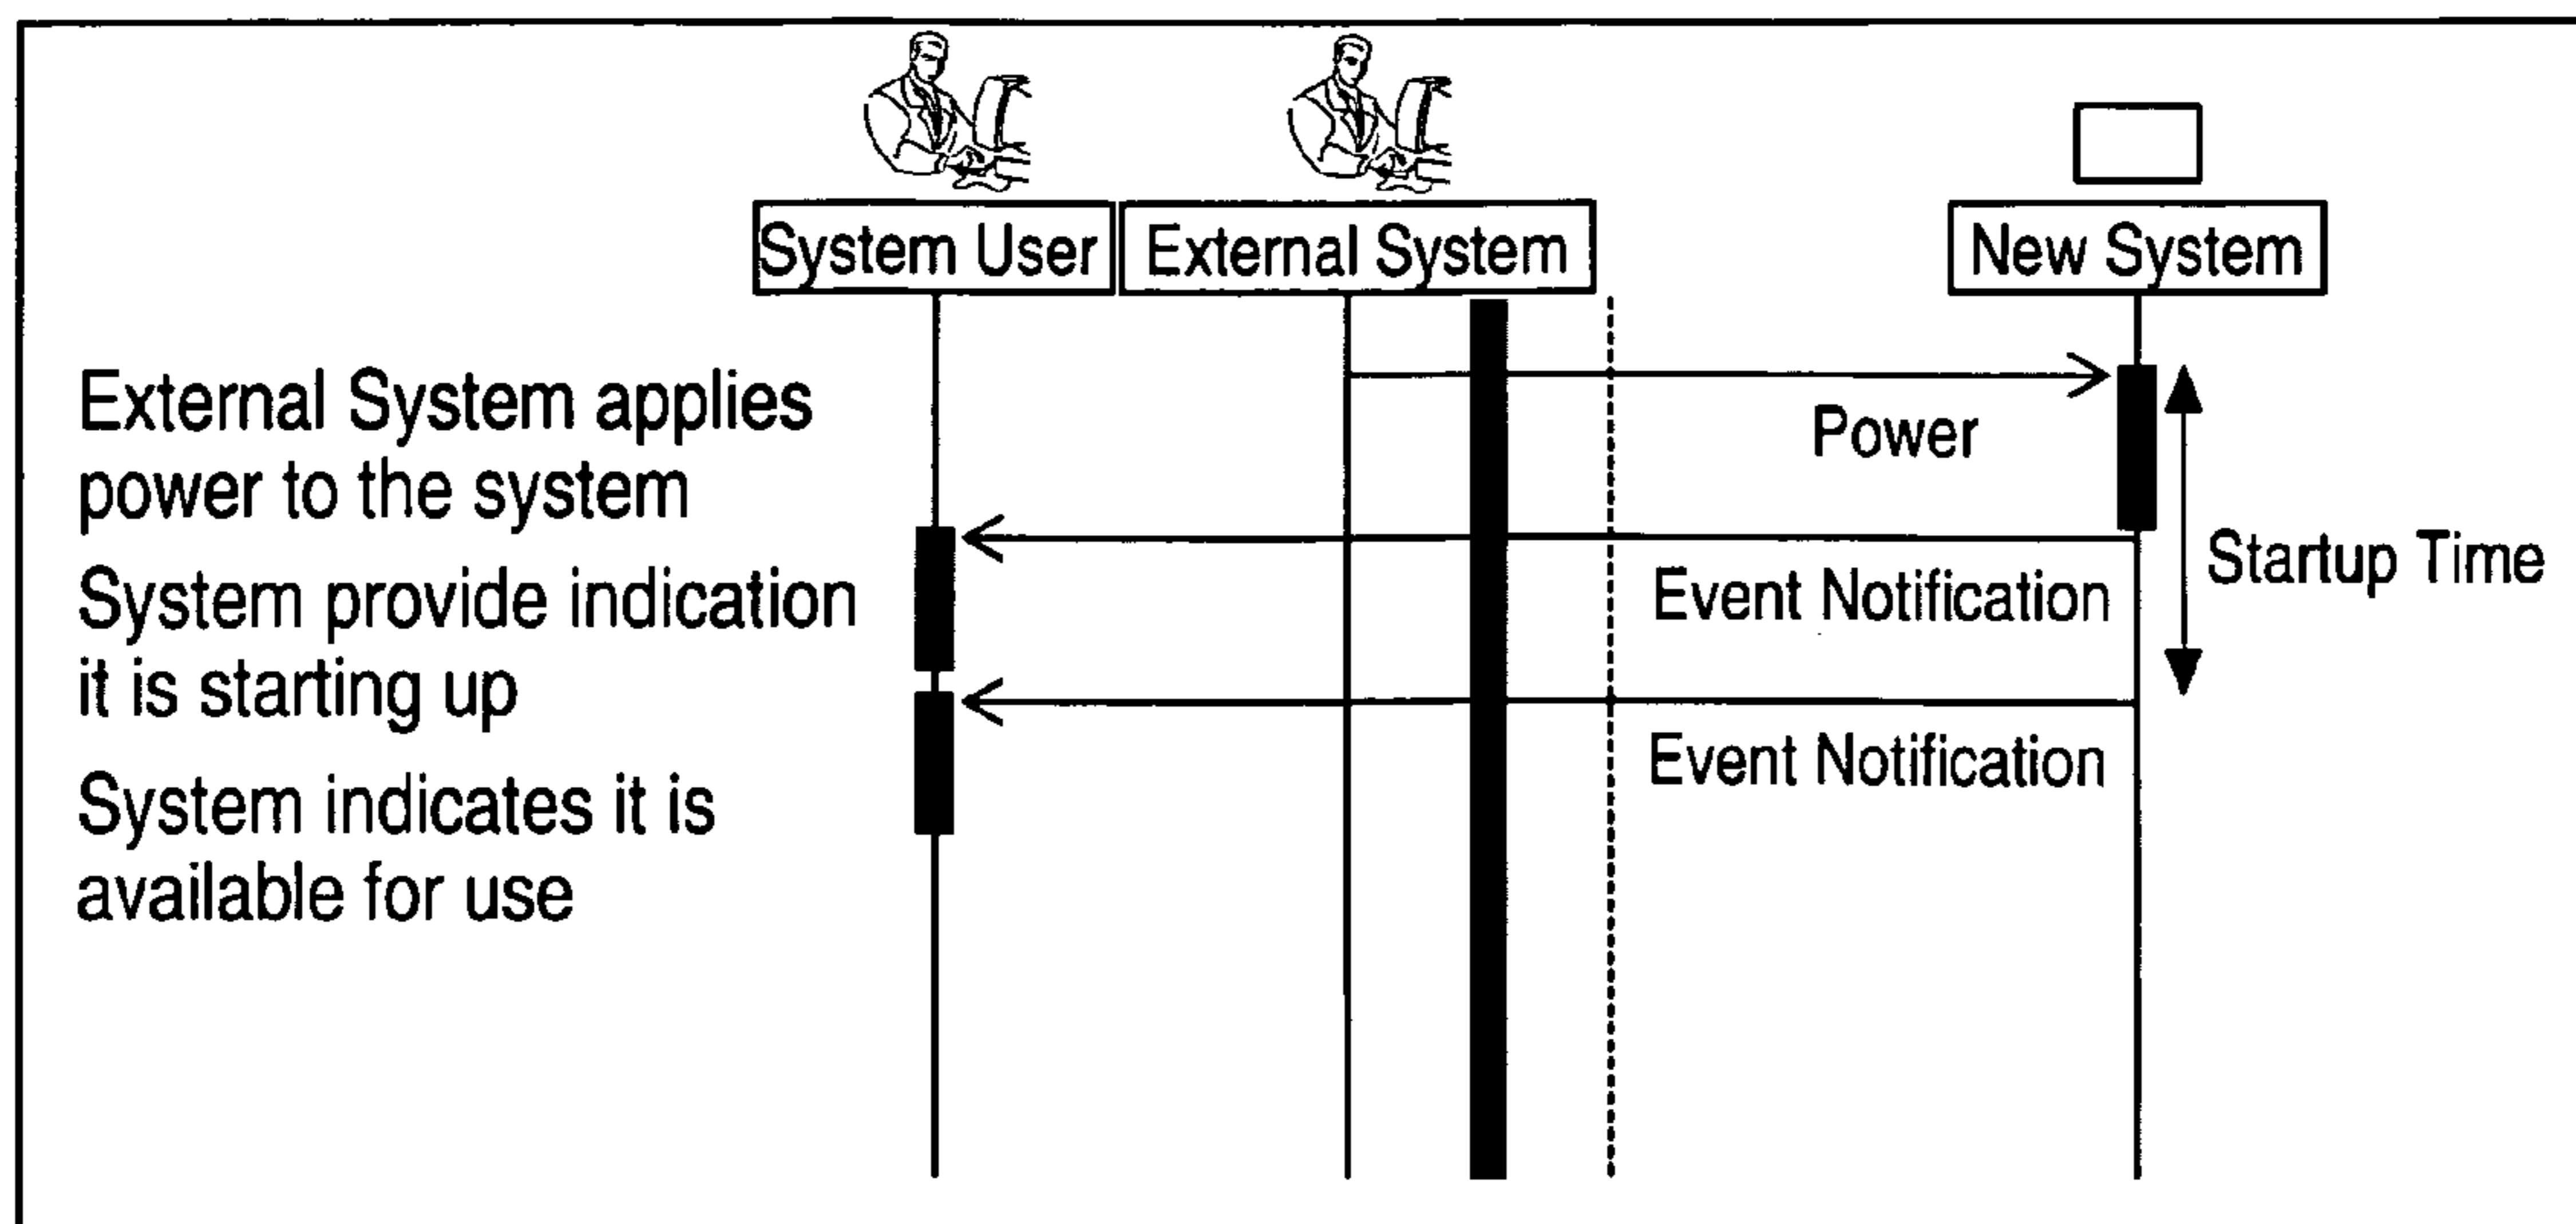 System User
External System
New System
External System applies
power to the system
System provide indication
it is starting up
System indicates it is
available for use
Power
Event Notification
Startup Time
Event Notification